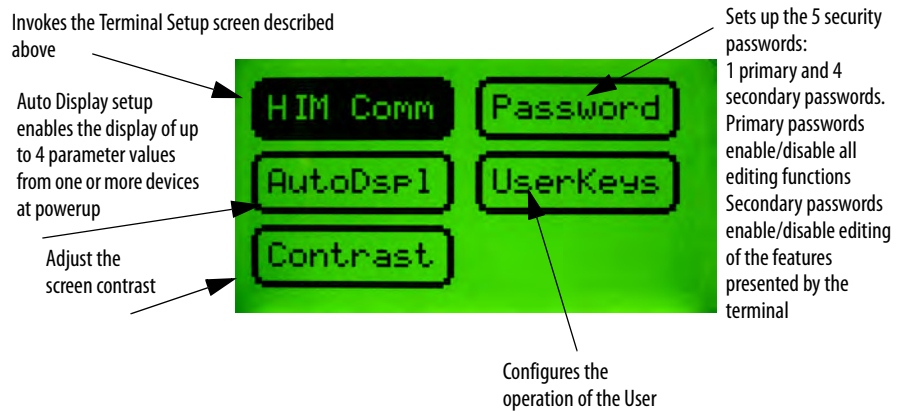 Invokes the Terminal Setup screen described
above
Auto Display setup
enables the display of up
to 4 parameter values
from one or more devices
at powerup
Adjust the
screen contrast
HIM Comm
Password
AutoDspl
UserKeys
Contrast
Sets up the 5 security
passwords:
1 primary and 4
secondary passwords.
Primary passwords
enable/disable all
editing functions
Secondary passwords
enable/disable editing
of the features
presented by the
terminal
Configures the
operation of the User